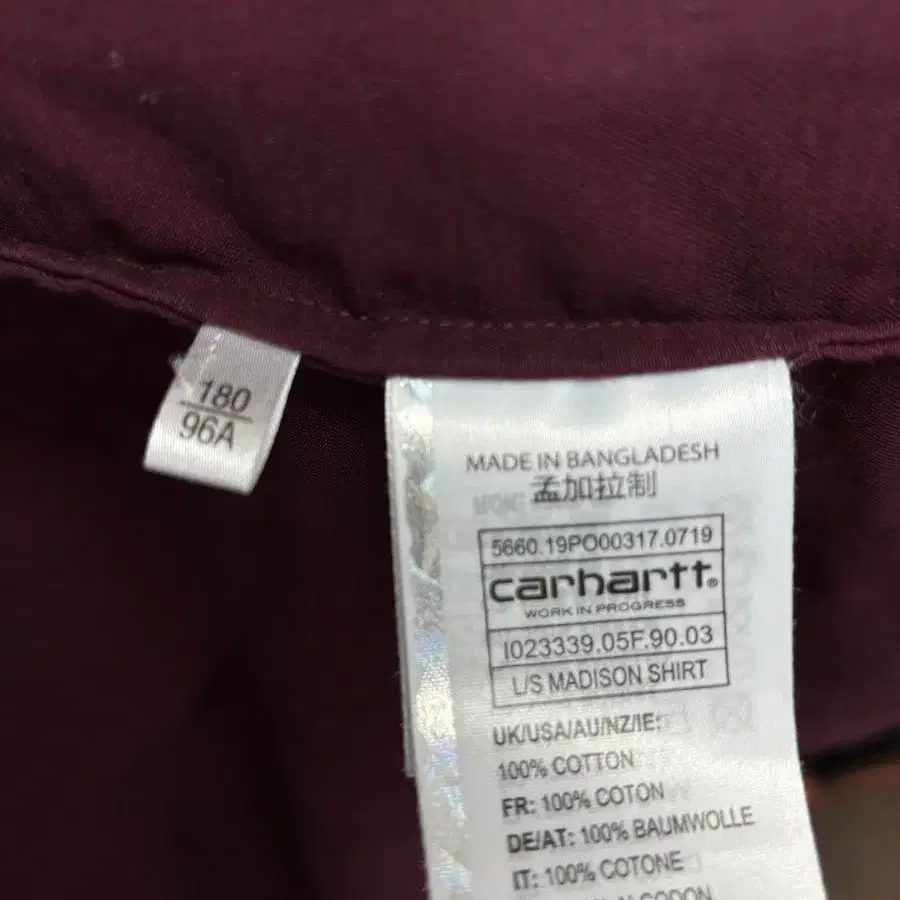 180
96A
MADE IN BANGLADESH
孟加拉制
5660.19PO00317.0719
carhartt®
WORK IN PROGRESS
I023339.05F.90.03
L/S MADISON SHIRT
UK/USA/AU/NZ/IE:
100% COTTON
FR: 100% COTON
DE/AT: 100% BAUMWOLLE
IT: 100% COTONE